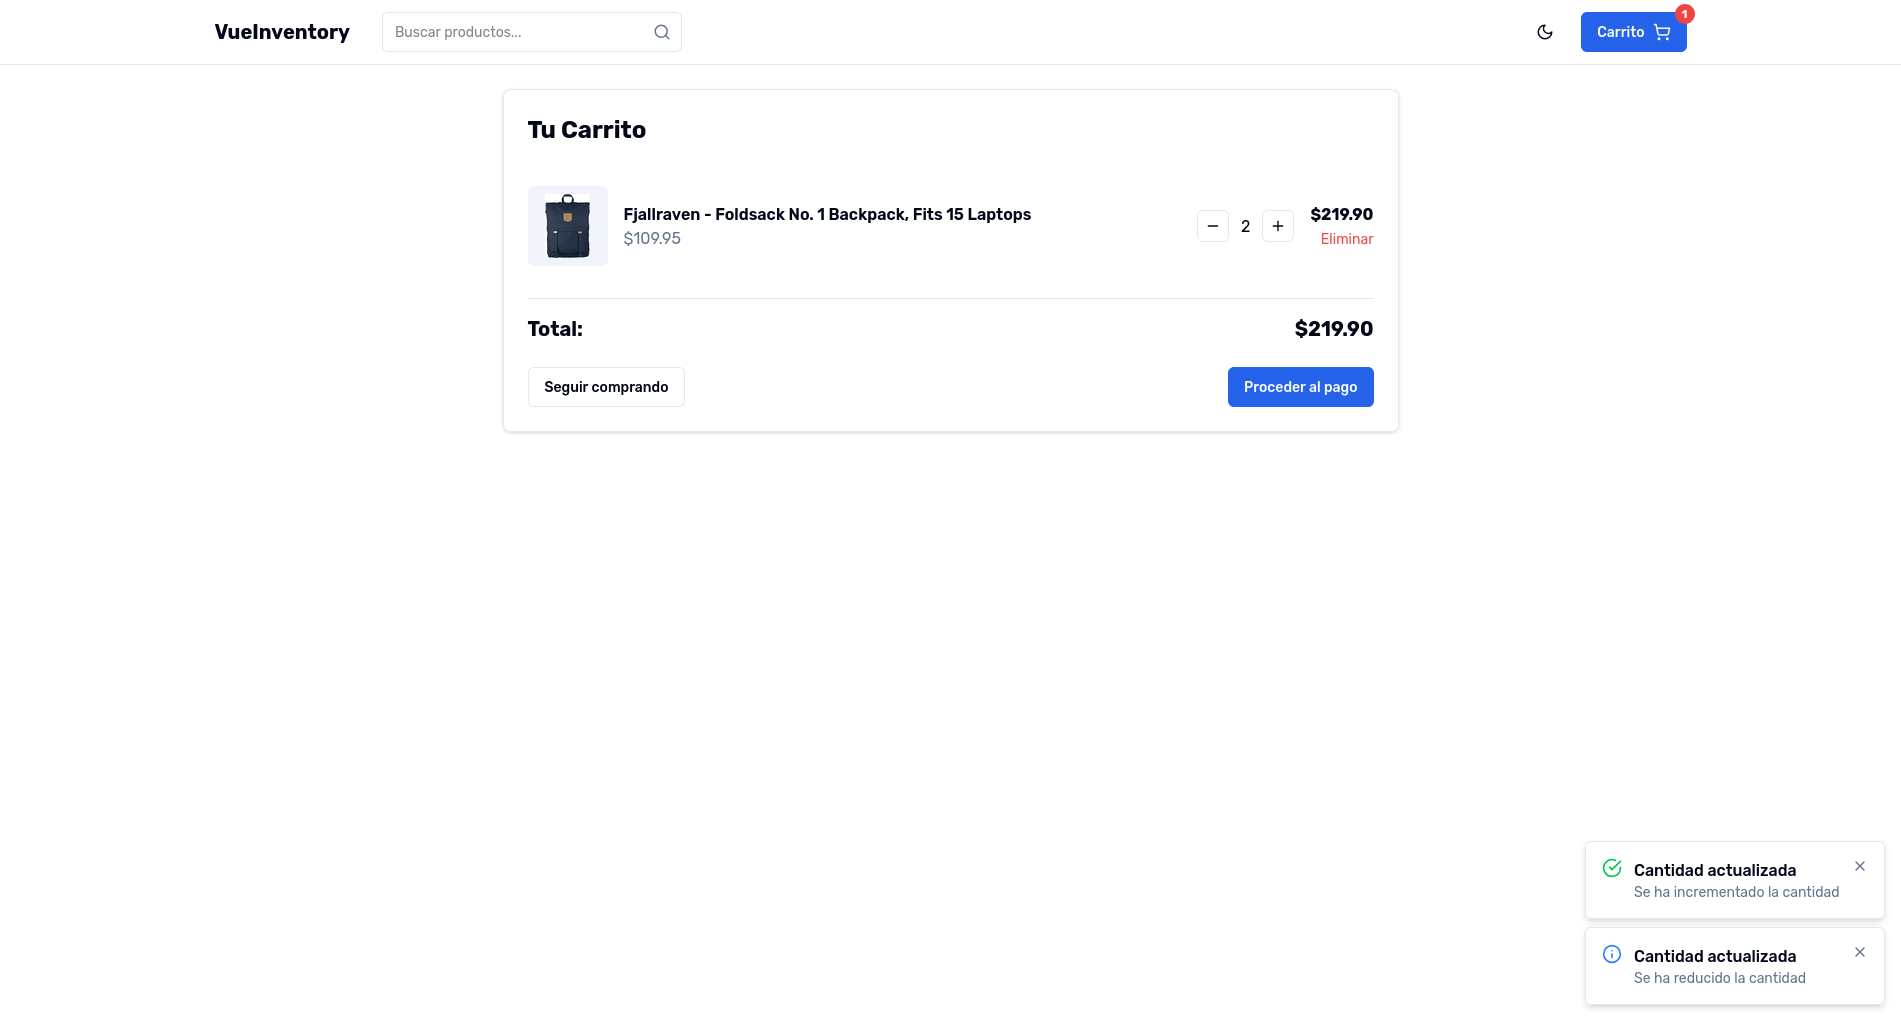 VueInventory
Buscar productos...
Carrito
1
Tu Carrito
Fjallraven - Foldsack No. 1 Backpack, Fits 15 Laptops
$109.95
2
$219.90
Eliminar
Total:
$219.90
Seguir comprando
Proceder al pago
Cantidad actualizada
Se ha incrementado la cantidad
Cantidad actualizada
Se ha reducido la cantidad